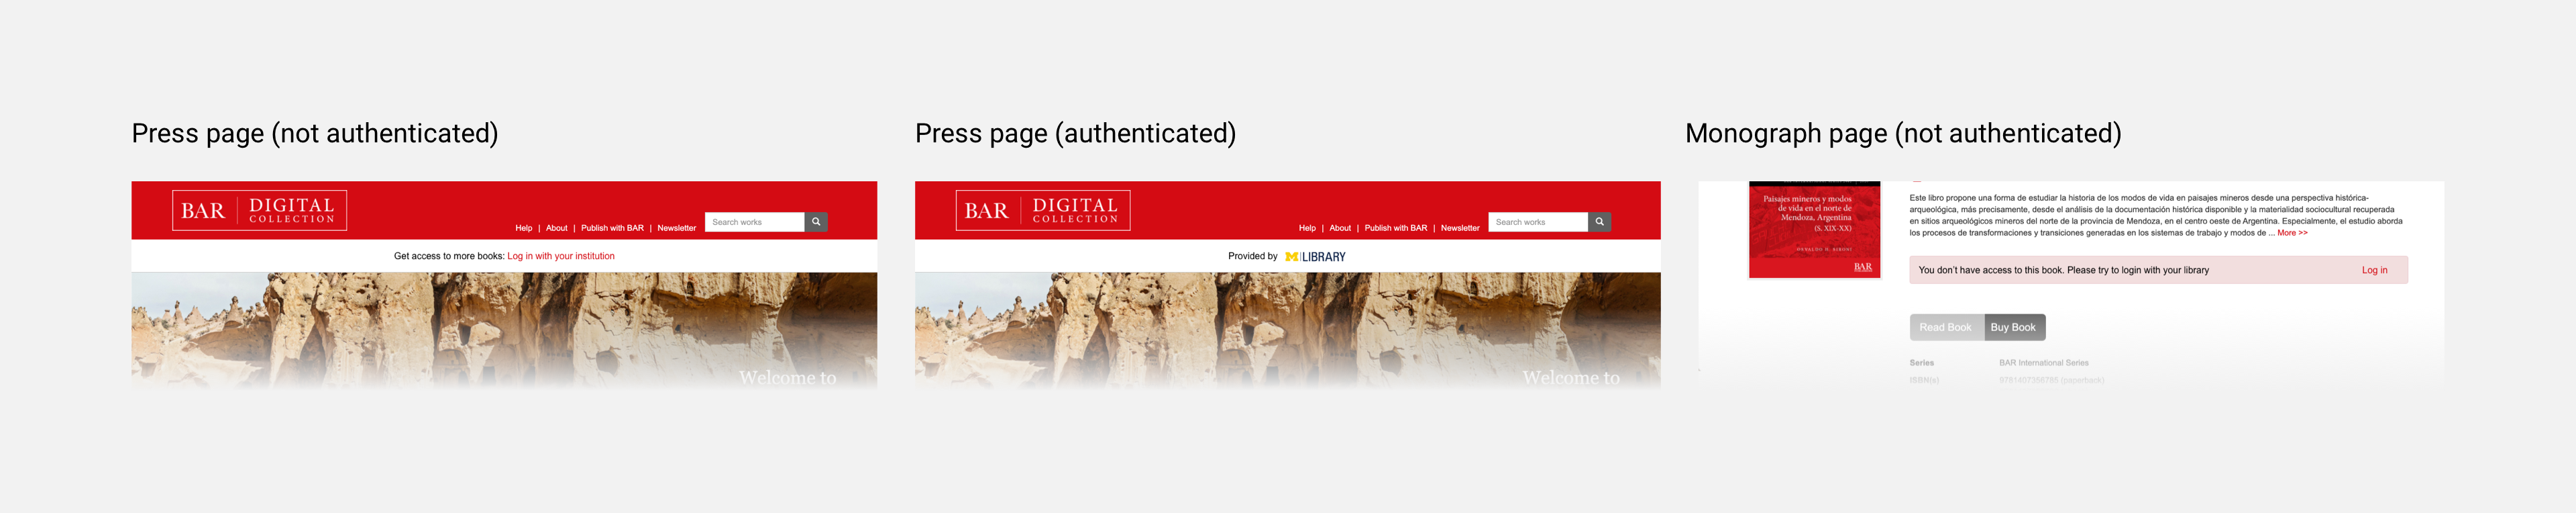 Press page (not authenticated)
BAR DIGITAL COLLECTION
Help | About | Publish with BAR | Newsletter
Search works
Get access to more books: Log in with your institution
Welcome to
Press page (authenticated)
BAR DIGITAL COLLECTION
Help | About | Publish with BAR | Newsletter
Search works
Provided by M LIBRARY
Welcome to
Monograph page (not authenticated)
Paisajes mineros y modos
de vida en el norte de
Mendoza, Argentina
(S. XIX-XX)
BAR
Este libro propone una forma de estudiar la historia de los modos de vida en paisajes mineros desde una perspectiva histórica-
arqueológica, más precisamente, desde el análisis de la documentación histórica disponible y la materialidad sociocultural recuperada
en sitios arqueológicos mineros del norte de la provincia de Mendoza, en el centro oeste de Argentina. Especialmente, el estudio aborda
los procesos de transformaciones y transiciones generadas en los sistemas de trabajo y modos de ... More >>
You don't have access to this book. Please try to login with your library
Log in
Read Book
Buy Book
Series BAR International Series
ISBN(s) 9781407356785 (paperback)